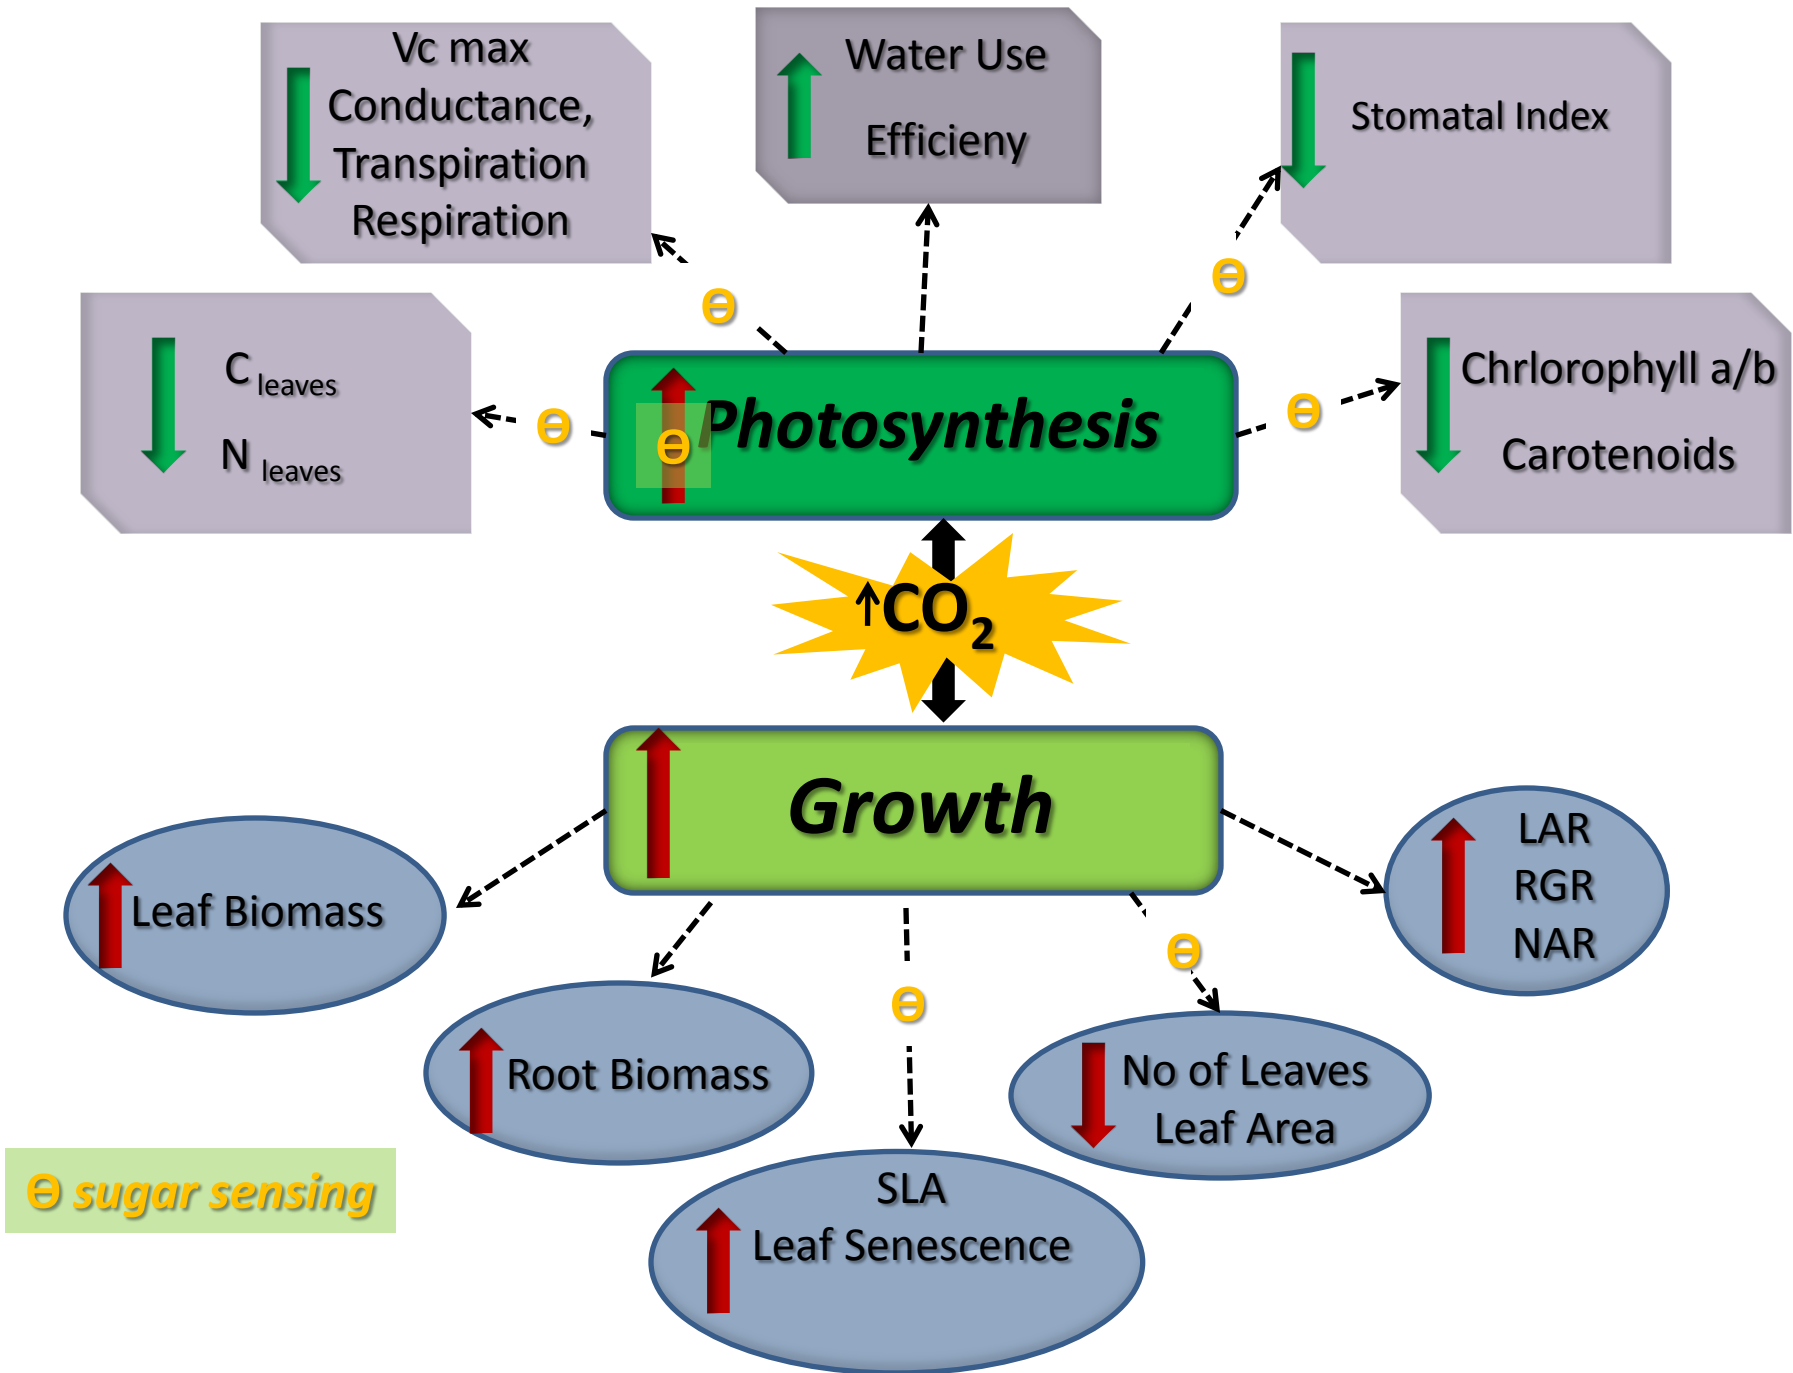 Vc max
Conductance,
Transpiration
Respiration
Water Use
Efficieny
Stomatal Index
C leaves
N leaves
ϴ
ϴ
ϴ
ϴ
ϴ
Photosynthesis
Chrlorophyll a/b
Carotenoids
↑CO₂
Growth
Leaf Biomass
Root Biomass
ϴ
ϴ
SLA
Leaf Senescence
No of Leaves
Leaf Area
LAR
RGR
NAR
ϴ sugar sensing